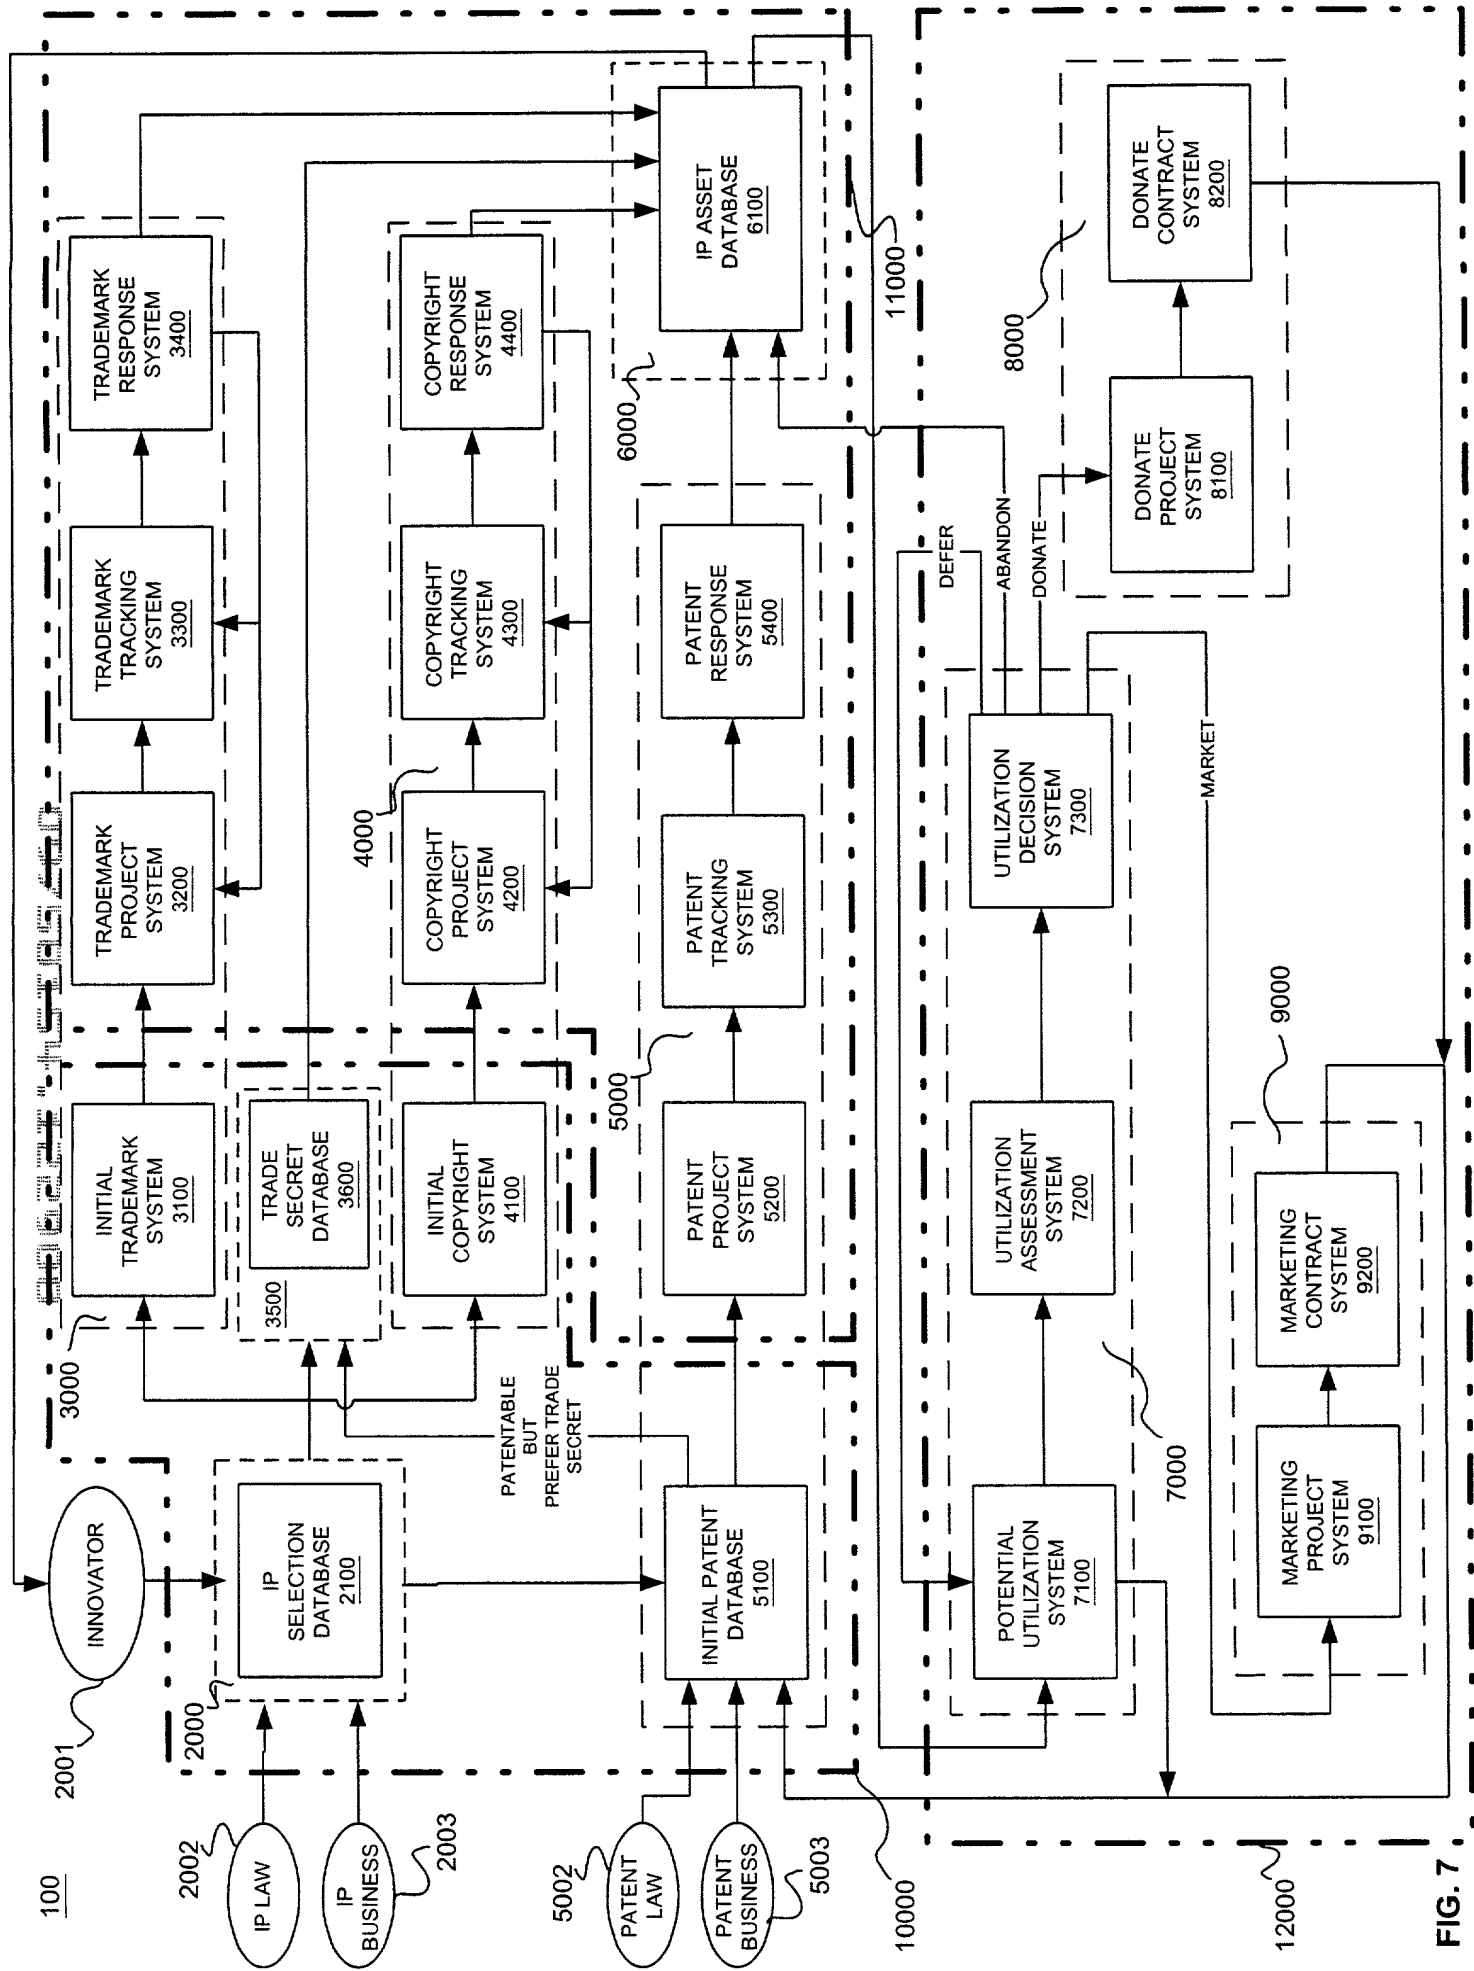 100
2001
INNOVATOR
2002
IP LAW
2003
IP
BUSINESS
2000
IP
SELECTION
DATABASE
2100
3000
INITIAL
TRADEMARK
SYSTEM
3100
TRADEMARK
PROJECT
SYSTEM
3200
TRADEMARK
TRACKING
SYSTEM
3300
TRADEMARK
RESPONSE
SYSTEM
3400
3500
TRADE
SECRET
DATABASE
3600
4000
INITIAL
COPYRIGHT
SYSTEM
4100
COPYRIGHT
PROJECT
SYSTEM
4200
COPYRIGHT
TRACKING
SYSTEM
4300
COPYRIGHT
RESPONSE
SYSTEM
4400
PATENTABLE
BUT
PREFER TRADE
SECRET
5002
PATENT
LAW
PATENT
BUSINESS
5003
INITIAL PATENT
DATABASE
5100
5000
PATENT
PROJECT
SYSTEM
5200
PATENT
TRACKING
SYSTEM
5300
PATENT
RESPONSE
SYSTEM
5400
6000
IP ASSET
DATABASE
6100
10000
11000
7000
POTENTIAL
UTILIZATION
SYSTEM
7100
UTILIZATION
ASSESSMENT
SYSTEM
7200
UTILIZATION
DECISION
SYSTEM
7300
DEFER
ABANDON
DONATE
MARKET
8000
DONATE
PROJECT
SYSTEM
8100
DONATE
CONTRACT
SYSTEM
8200
9000
MARKETING
PROJECT
SYSTEM
9100
MARKETING
CONTRACT
SYSTEM
9200
12000
FIG. 7